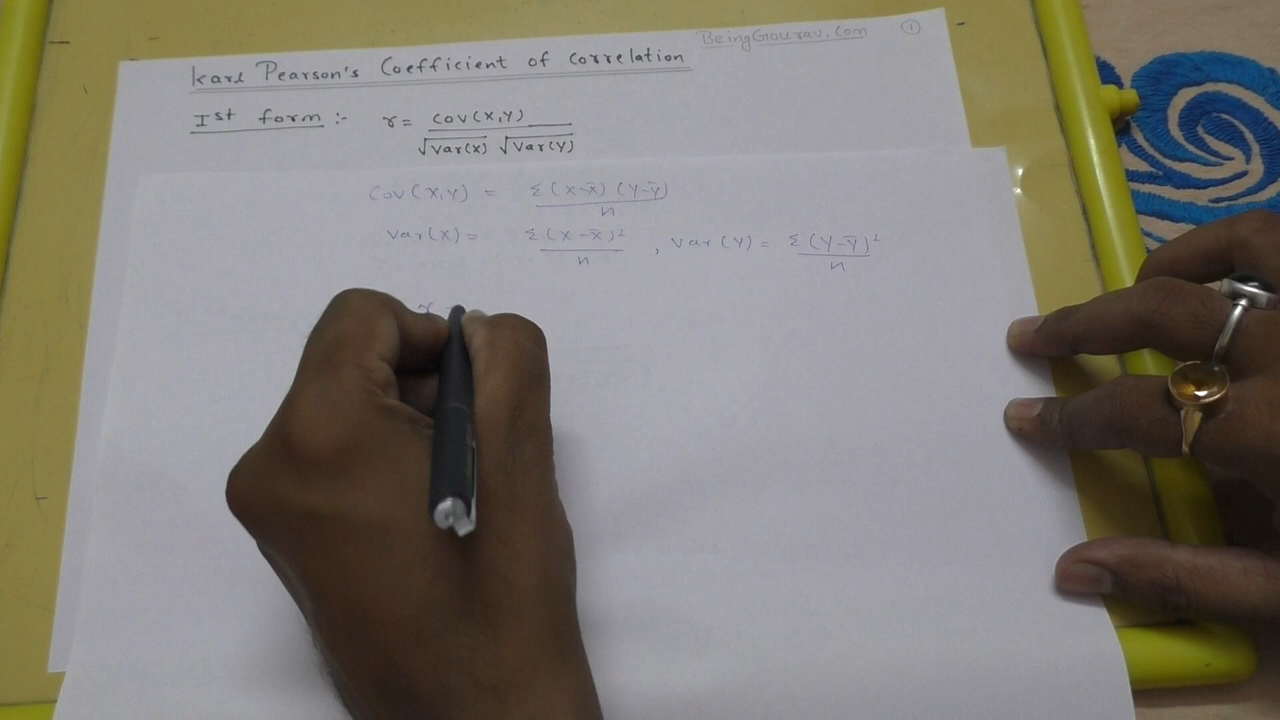 BeingGourav.Com ①
Karl Pearson's Coefficient of Correlation
Ist form :- r = Cov(X,Y) / √Var(X) √Var(Y)
Cov(X,Y) = Σ(X-X̄)(Y-Ȳ) / n
Var(X) = Σ(X-X̄)² / n , Var(Y) = Σ(Y-Ȳ)² / n
r =